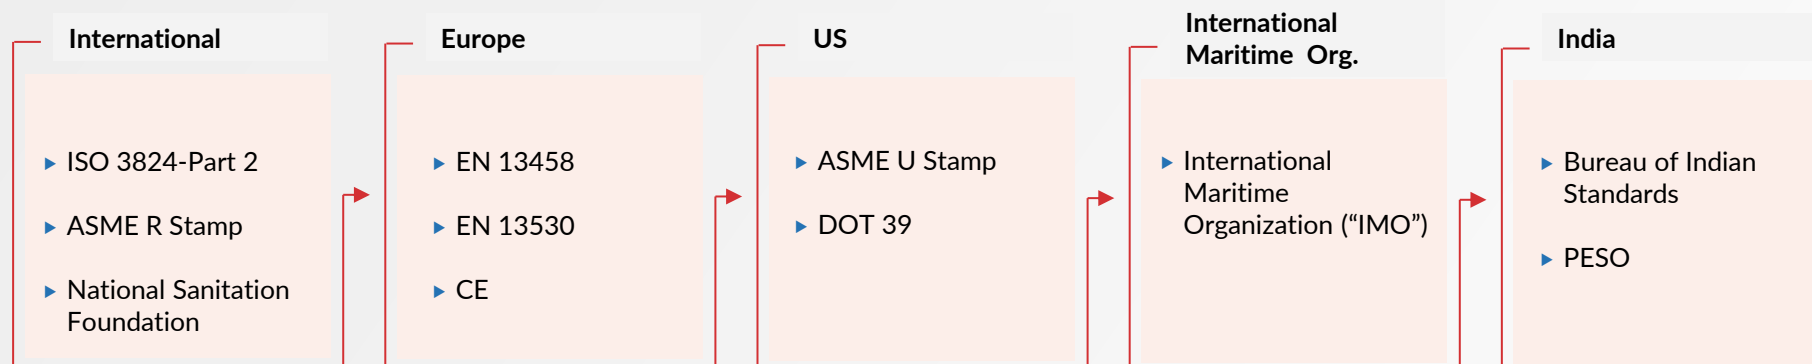 International
ISO 3824-Part 2
ASME R Stamp
National Sanitation
Foundation
Europe
EN 13458
EN 13530
CE
US
ASME U Stamp
DOT 39
International
Maritime Org.
International
Maritime
Organization (“IMO”)
India
Bureau of Indian
Standards
PESO